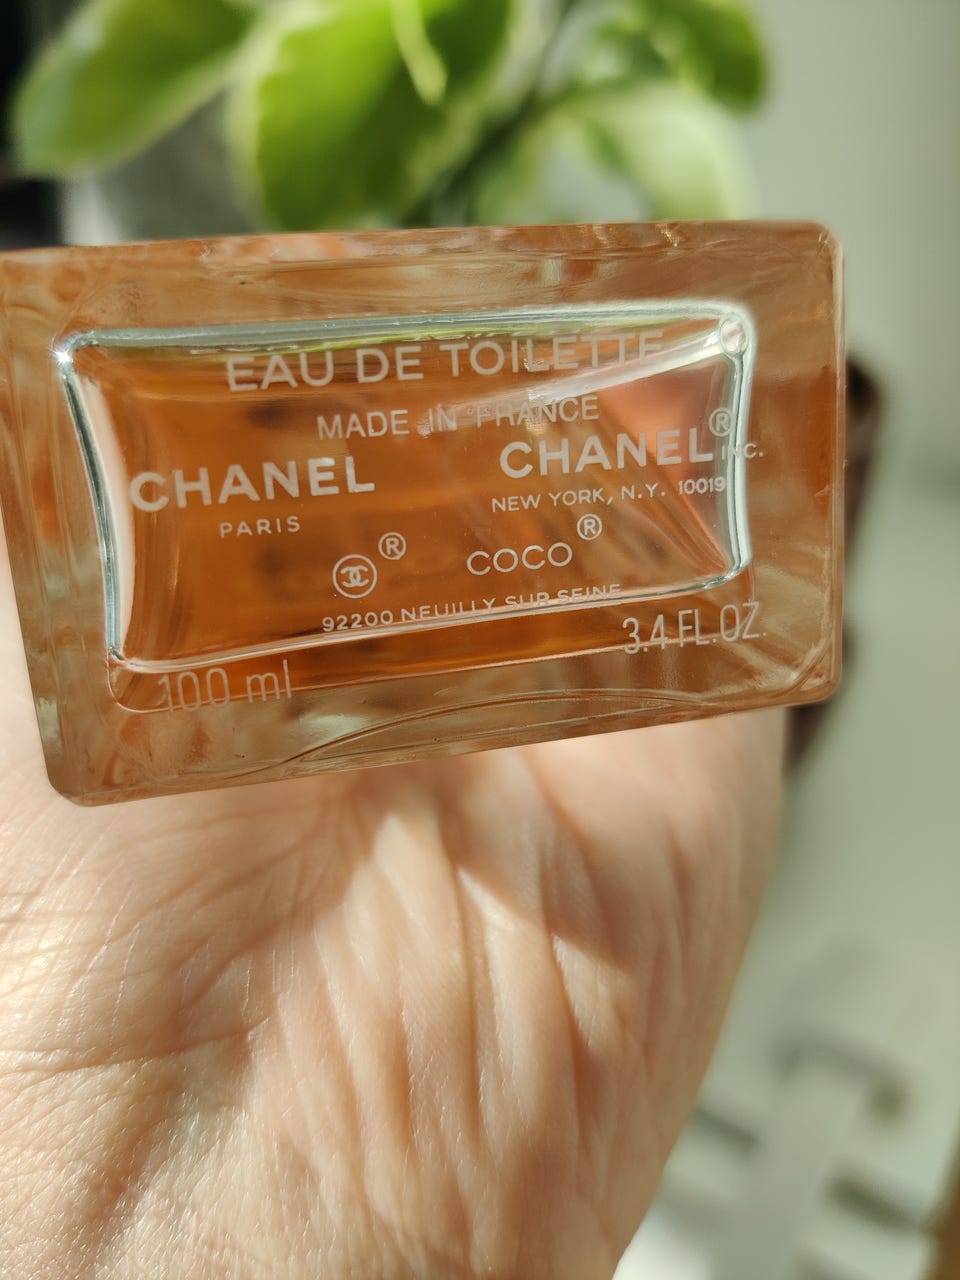 EAU DE TOILETTE
MADE IN FRANCE
CHANEL CHANEL® INC.
PARIS NEW YORK, N.Y. 10019
® COCO®
92200 NEUILLY SUR SEINE
100 ml 3.4 FL.OZ.